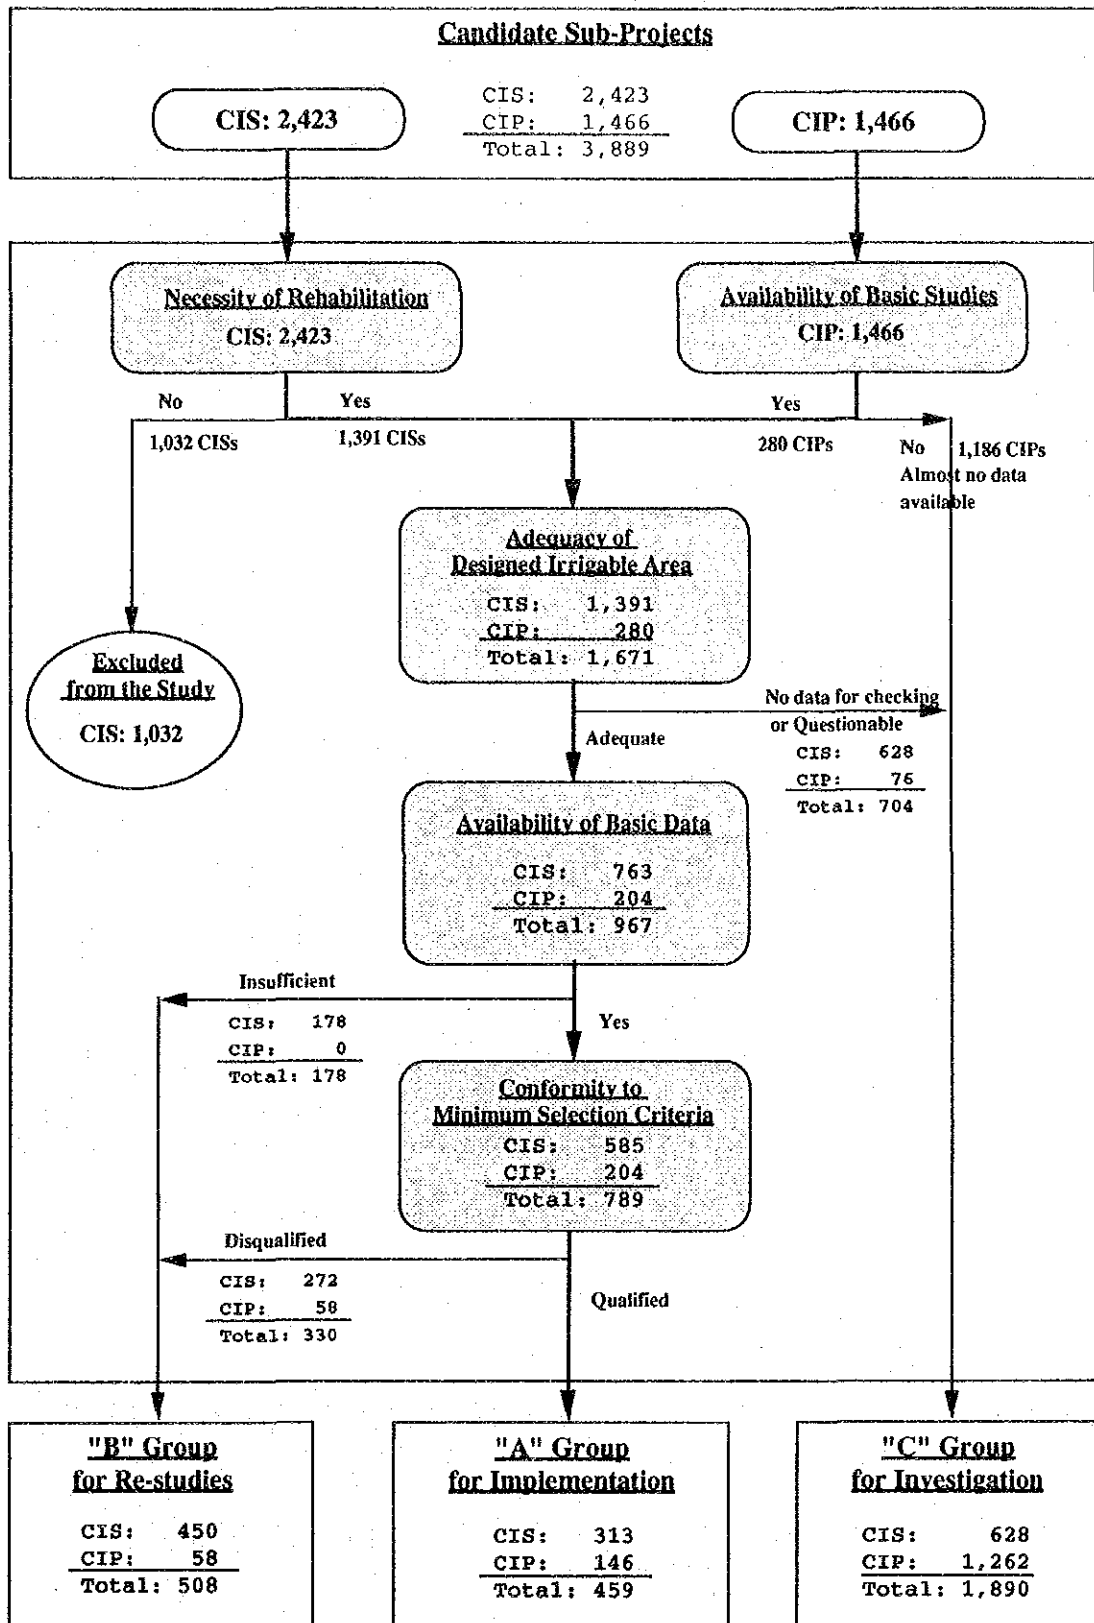 Candidate Sub-Projects
CIS: 2,423
CIS: 2,423
CIP: 1,466
Total: 3,889
CIP: 1,466
Necessity of Rehabilitation
CIS: 2,423
Availability of Basic Studies
CIP: 1,466
No
Yes
Yes
1,032 CISs
1,391 CISs
280 CIPs
No 1,186 CIPs
Almost no data
available
Adequacy of
Designed Irrigable Area
CIS: 1,391
CIP: 280
Total: 1,671
Excluded
from the Study
CIS: 1,032
No data for checking
or Questionable
CIS: 628
CIP: 76
Total: 704
Adequate
Availability of Basic Data
CIS: 763
CIP: 204
Total: 967
Insufficient
CIS: 178
CIP: 0
Total: 178
Yes
Conformity to
Minimum Selection Criteria
CIS: 585
CIP: 204
Total: 789
Disqualified
CIS: 272
CIP: 58
Total: 330
Qualified
"B" Group
for Re-studies
CIS: 450
CIP: 58
Total: 508
"A" Group
for Implementation
CIS: 313
CIP: 146
Total: 459
"C" Group
for Investigation
CIS: 628
CIP: 1,262
Total: 1,890